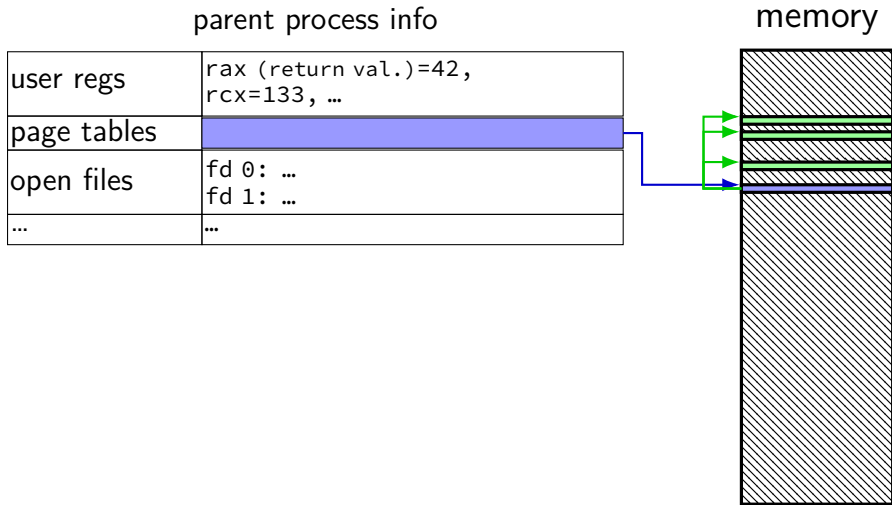 parent process info
memory
user regs
rax (return val.)=42,
rcx=133, …
page tables
open files
fd 0: …
fd 1: …
…
…